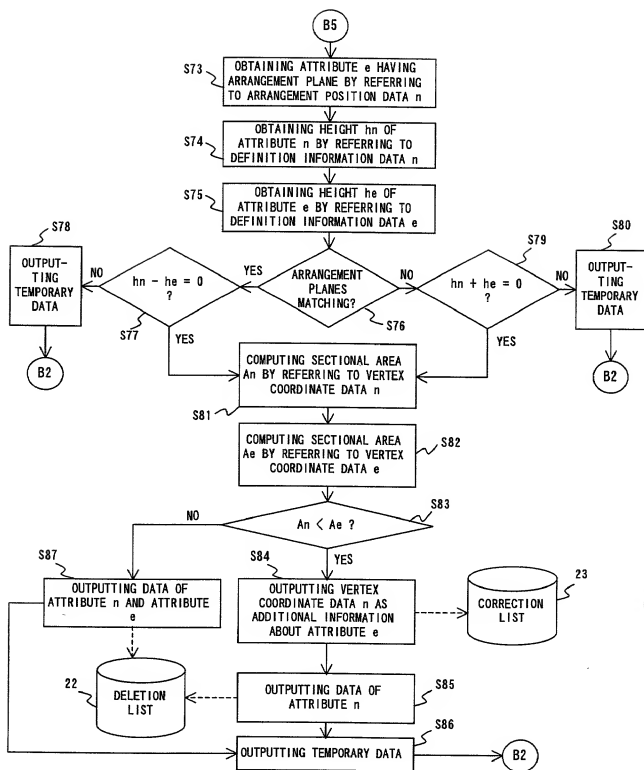 B5
S73
OBTAINING ATTRIBUTE e HAVING
ARRANGEMENT PLANE BY REFERRING
TO ARRANGEMENT POSITION DATA n
S74
OBTAINING HEIGHT hn OF
ATTRIBUTE n BY REFERRING TO
DEFINITION INFORMATION DATA n
S75
OBTAINING HEIGHT he OF
ATTRIBUTE e BY REFERRING TO
DEFINITION INFORMATION DATA e
S78
OUTPUT-
TING
TEMPORARY
DATA
B2
NO
hn - he = 0
?
S77
YES
YES
ARRANGEMENT
PLANES
MATCHING?
S76
NO
S79
hn + he = 0
?
YES
NO
S80
OUTPUT-
TING
TEMPORARY
DATA
B2
COMPUTING SECTIONAL AREA
An BY REFERRING TO VERTEX
COORDINATE DATA n
S81
COMPUTING SECTIONAL AREA
Ae BY REFERRING TO VERTEX
COORDINATE DATA e
S82
An < Ae ?
S83
NO
YES
S87
OUTPUTTING DATA OF
ATTRIBUTE n AND ATTRIBUTE
e
S84
OUTPUTTING VERTEX
COORDINATE DATA n AS
ADDITIONAL INFORMATION
ABOUT ATTRIBUTE e
23
CORRECTION
LIST
22
DELETION
LIST
OUTPUTTING DATA OF
ATTRIBUTE n
S85
OUTPUTTING TEMPORARY DATA
S86
B2